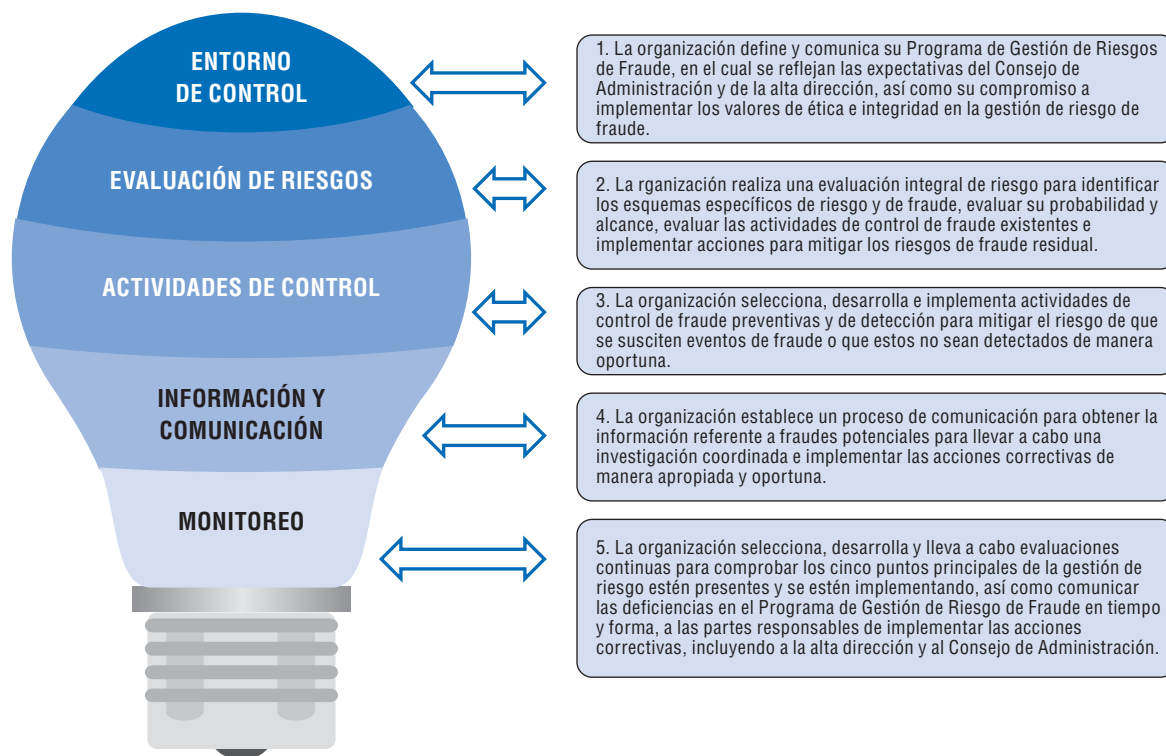 ENTORNO
DE CONTROL
1. La organización define y comunica su Programa de Gestión de Riesgos
de Fraude, en el cual se reflejan las expectativas del Consejo de
Administración y de la alta dirección, así como su compromiso a
implementar los valores de ética e integridad en la gestión de riesgo de
fraude.
EVALUACIÓN DE RIESGOS
2. La rganización realiza una evaluación integral de riesgo para identificar
los esquemas específicos de riesgo y de fraude, evaluar su probabilidad y
alcance, evaluar las actividades de control de fraude existentes e
implementar acciones para mitigar los riesgos de fraude residual.
ACTIVIDADES DE CONTROL
3. La organización selecciona, desarrolla e implementa actividades de
control de fraude preventivas y de detección para mitigar el riesgo de que
se susciten eventos de fraude o que estos no sean detectados de manera
oportuna.
INFORMACIÓN Y
COMUNICACIÓN
4. La organización establece un proceso de comunicación para obtener la
información referente a fraudes potenciales para llevar a cabo una
investigación coordinada e implementar las acciones correctivas de
manera apropiada y oportuna.
MONITOREO
5. La organización selecciona, desarrolla y lleva a cabo evaluaciones
continuas para comprobar los cinco puntos principales de la gestión de
riesgo estén presentes y se estén implementando, así como comunicar
las deficiencias en el Programa de Gestión de Riesgo de Fraude en tiempo
y forma, a las partes responsables de implementar las acciones
correctivas, incluyendo a la alta dirección y al Consejo de Administración.